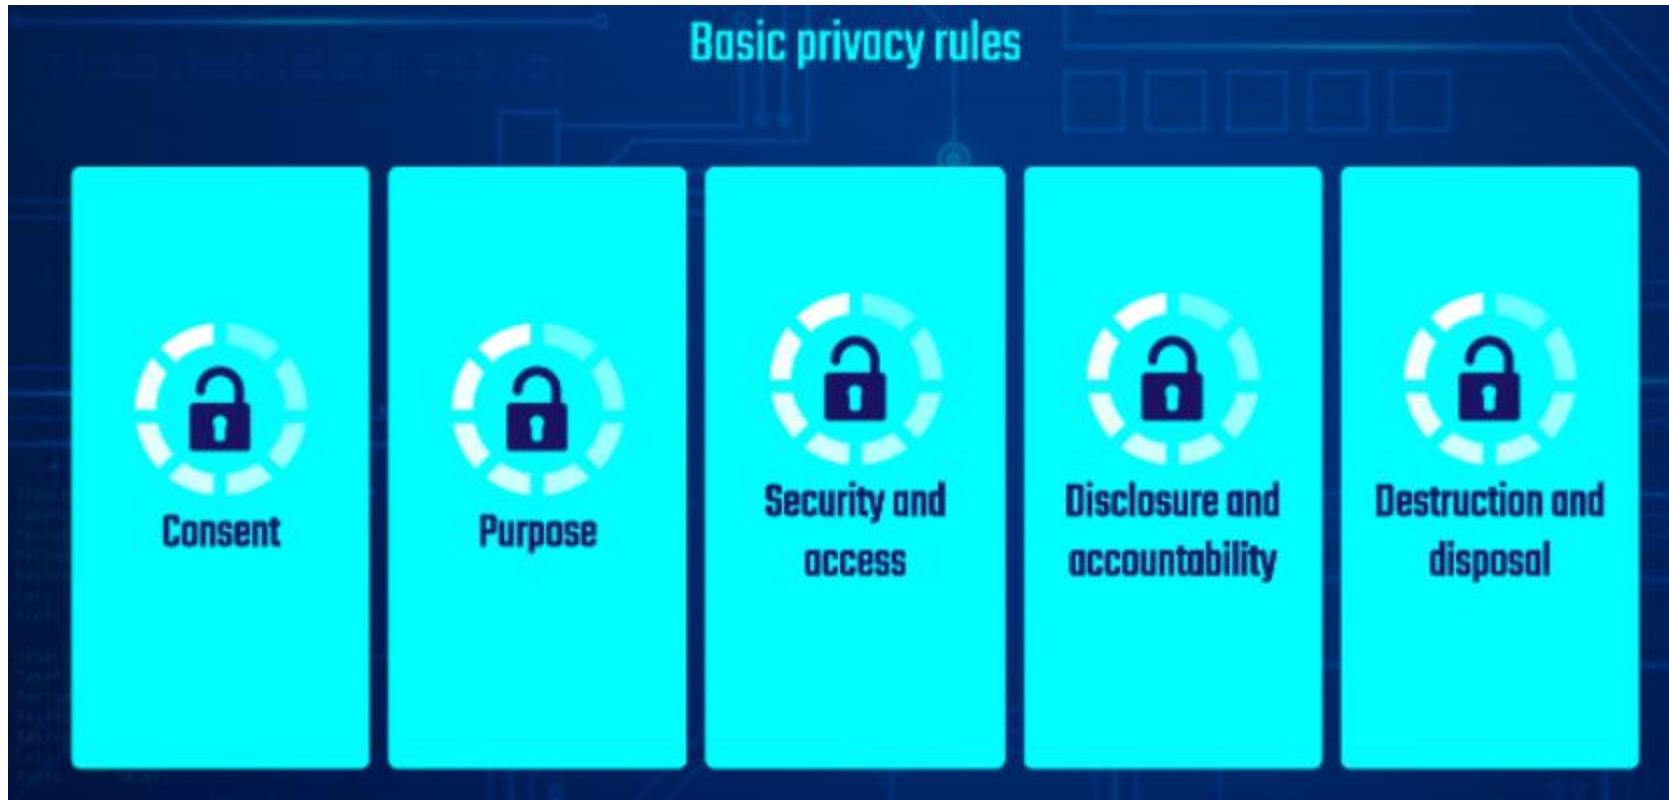 Basic privacy rules
Consent
Purpose
Security and
access
Disclosure and
accountability
Destruction and
disposal